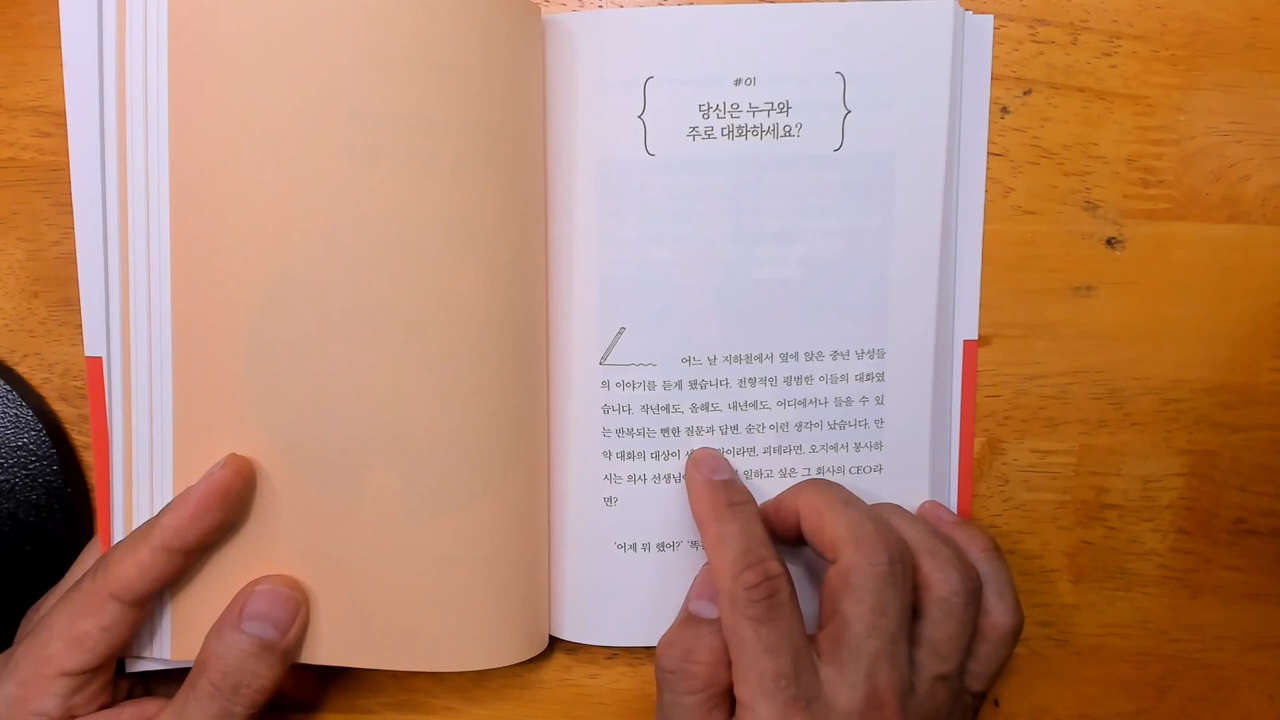 #01
당신은 누구와
주로 대화하세요?
어느 날 지하철에서 옆에 앉은 중년 남성들
의 이야기를 듣게 됐습니다. 전형적인 평범한 이들의 대화였
습니다. 작년에도, 올해도, 내년에도, 어디에서나 들을 수 있
는 반복되는 뻔한 질문과 답변. 순간 이런 생각이 났습니다. 만
약 대화의 대상이 괴테라면, 오지에서 봉사하
시는 의사 일하고 싶은 그 회사의 CEO라
면?
'어제 뭐 했어?'